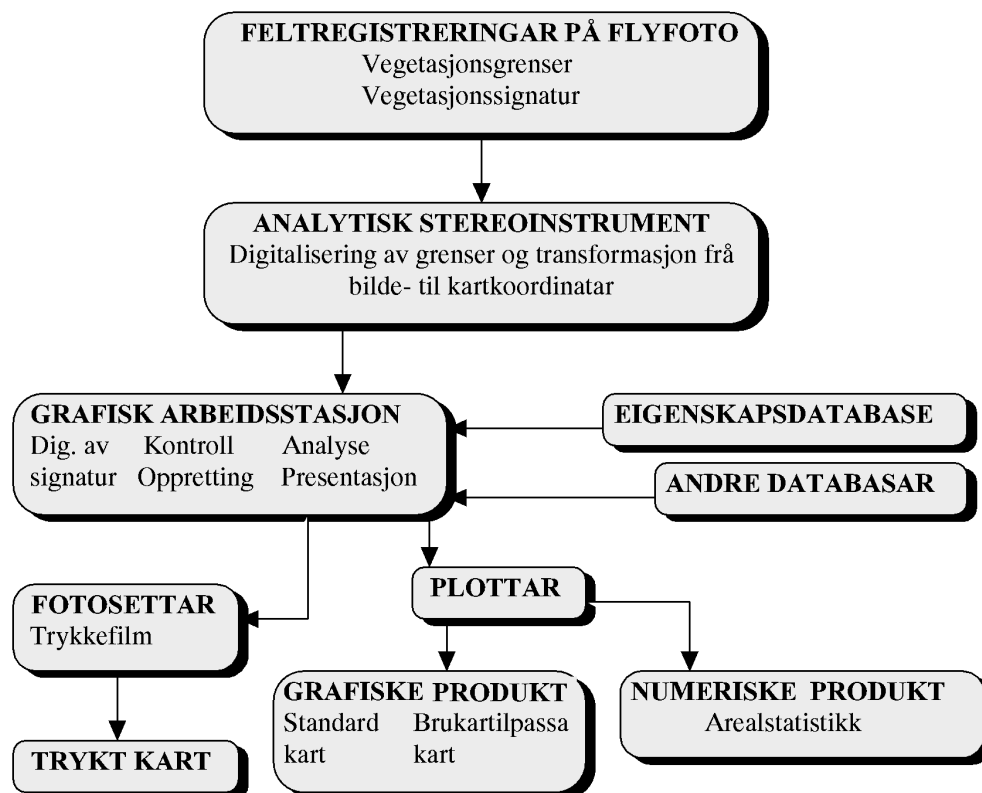 FELTREGISTRERINGAR PÅ FLYFOTO
Vegetasjonsgrenser
Vegetasjonssignatur
ANALYTISK STEREOINSTRUMENT
Digitalisering av grenser og transformasjon frå
bilde- til kartkoordinatar
GRAFISK ARBEIDSSTASJON
Dig. av Kontroll Analyse
signatur Oppretting Presentasjon
EIGENSKAPSDATABASE
ANDRE DATABASAR
PLOTTAR
FOTOSETTAR
Trykkefilm
GRAFISKE PRODUKT
Standard Brukartilpassa
kart kart
NUMERISKE PRODUKT
Arealstatistikk
TRYKT KART